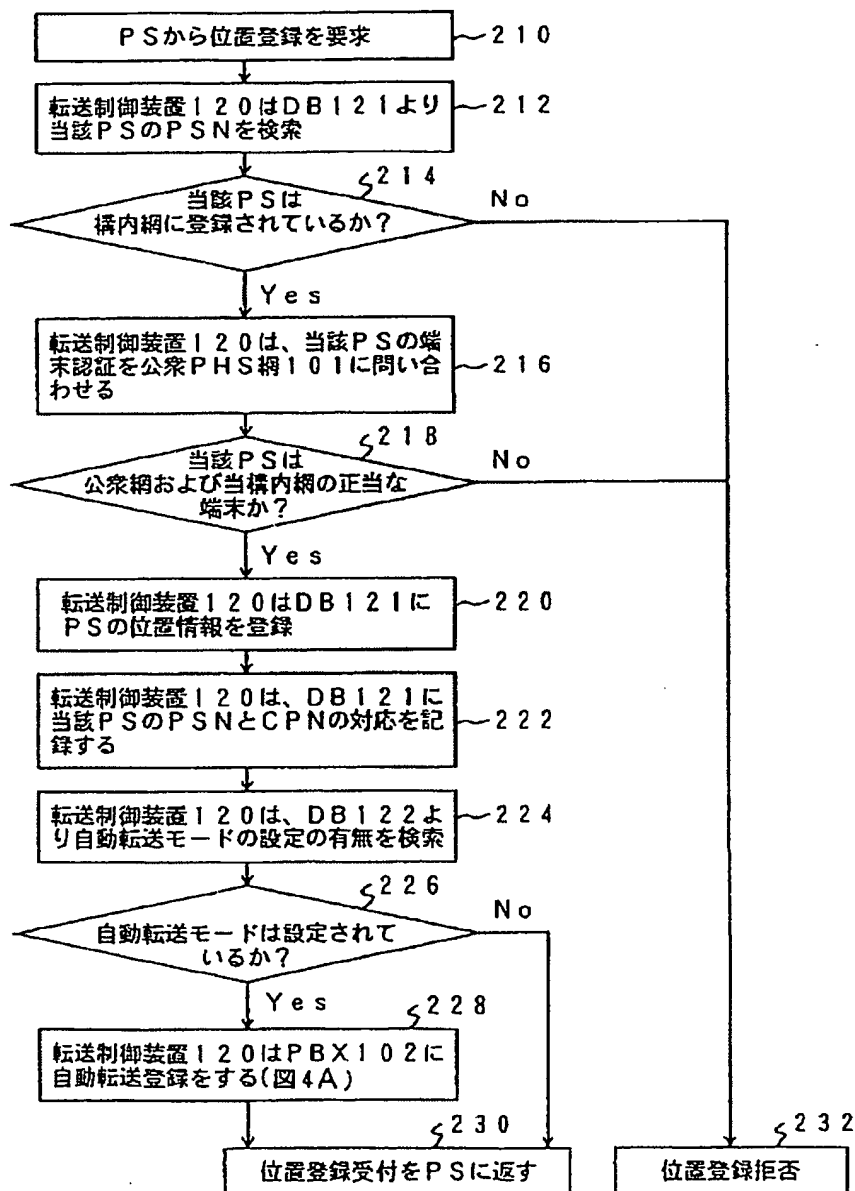 PSから位置登録を要求
210
転送制御装置120はDB121より
当該PSのPSNを検索
212
214
当該PSは
構内網に登録されているか?
No
Yes
転送制御装置120は、当該PSの端
末認証を公衆PHS網101に問い合
わせる
216
218
当該PSは
公衆網および当構内網の正当な
端末か?
No
Yes
転送制御装置120はDB121に
PSの位置情報を登録
220
転送制御装置120は、DB121に
当該PSのPSNとCPNの対応を記
録する
222
転送制御装置120は、DB122よ
り自動転送モードの設定の有無を検索
224
226
自動転送モードは設定されて
いるか?
No
Yes
228
転送制御装置120はPBX102に
自動転送登録をする(図4A)
230
位置登録受付をPSに返す
232
位置登録拒否